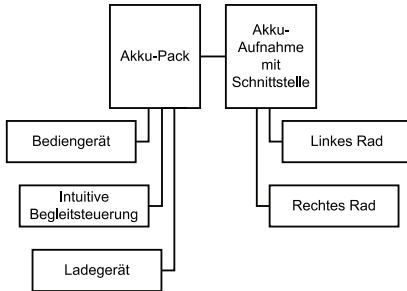 Akku-Pack
Akku-
Aufnahme
mit
Schnittstelle
Bediengerät
Linkes Rad
Intuitive
Begleitsteuerung
Rechtes Rad
Ladegerät